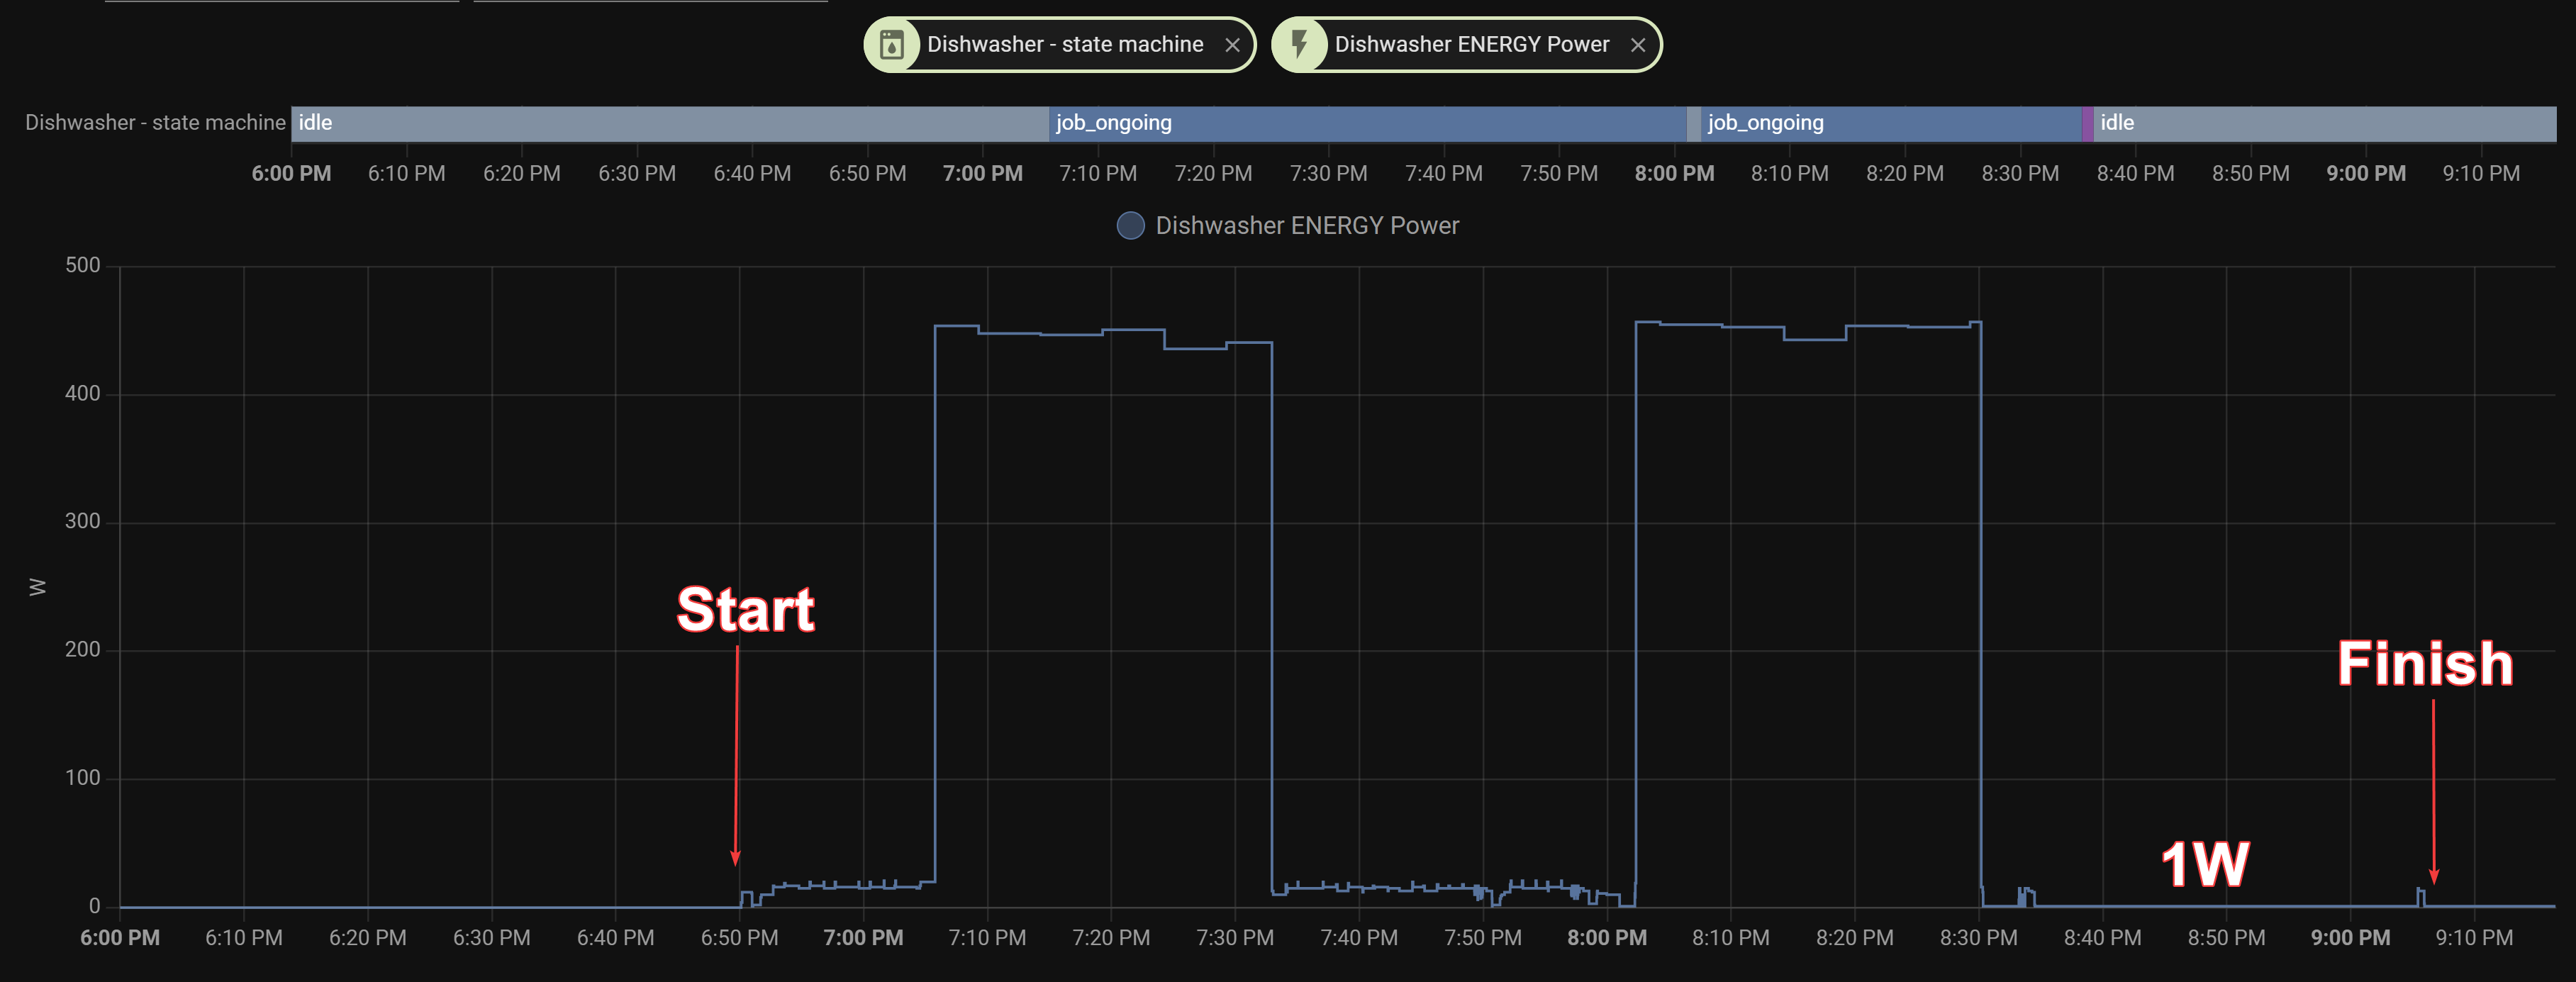 Dishwasher - state machine
Dishwasher ENERGY Power
Dishwasher - state machine idle job_ongoing job_ongoing idle
6:00 PM 6:10 PM 6:20 PM 6:30 PM 6:40 PM 6:50 PM 7:00 PM 7:10 PM 7:20 PM 7:30 PM 7:40 PM 7:50 PM 8:00 PM 8:10 PM 8:20 PM 8:30 PM 8:40 PM 8:50 PM 9:00 PM 9:10 PM
Dishwasher ENERGY Power
500
400
300
W
Start
200
Finish
100
1W
0
6:00 PM 6:10 PM 6:20 PM 6:30 PM 6:40 PM 6:50 PM 7:00 PM 7:10 PM 7:20 PM 7:30 PM 7:40 PM 7:50 PM 8:00 PM 8:10 PM 8:20 PM 8:30 PM 8:40 PM 8:50 PM 9:00 PM 9:10 PM